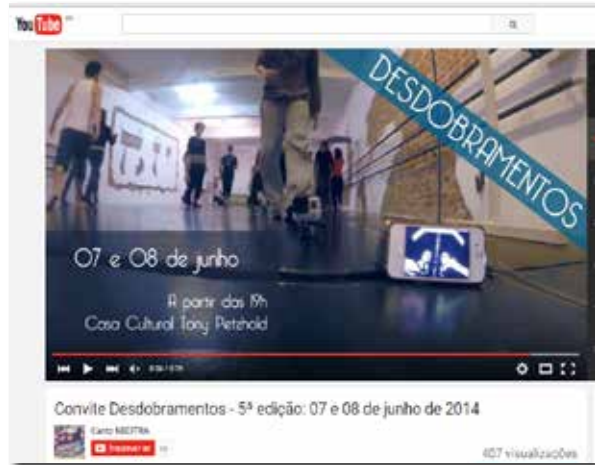 You Tube
DESDOBRAMENTOS
07 e 08 de junho
A partir das 19h
Casa Cultural Tony Petzhold
Convite Desdobramentos - 5ª edição: 07 e 08 de junho de 2014
Canto
407 visualizações